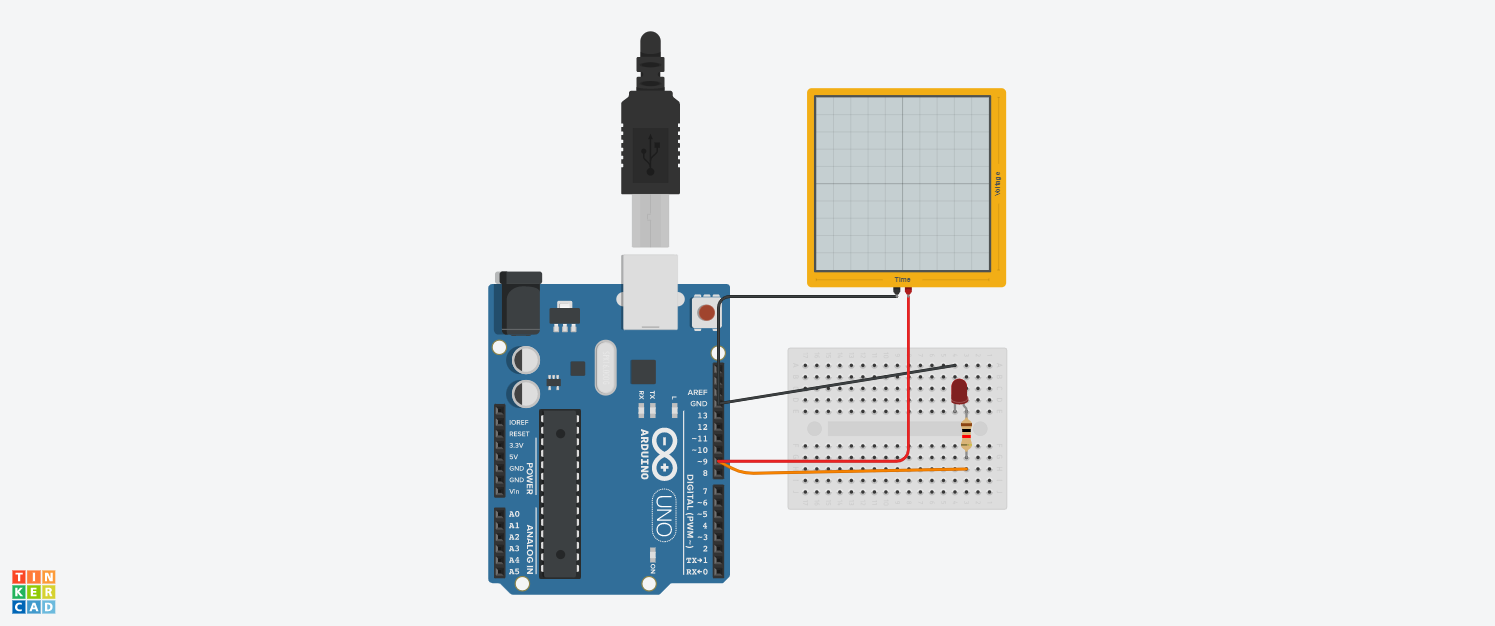 Voltage
Time
AREF
GND
13
12
~11
~10
~9
8
7
~6
~5
4
~3
2
TX→1
RX←0
DIGITAL (PWM~)
RX
TX
L
ARDUINO
UNO
ON
IOREF
RESET
3.3V
5V
GND
GND
Vin
POWER
A0
A1
A2
A3
A4
A5
ANALOG IN
TIN
KER
CAD